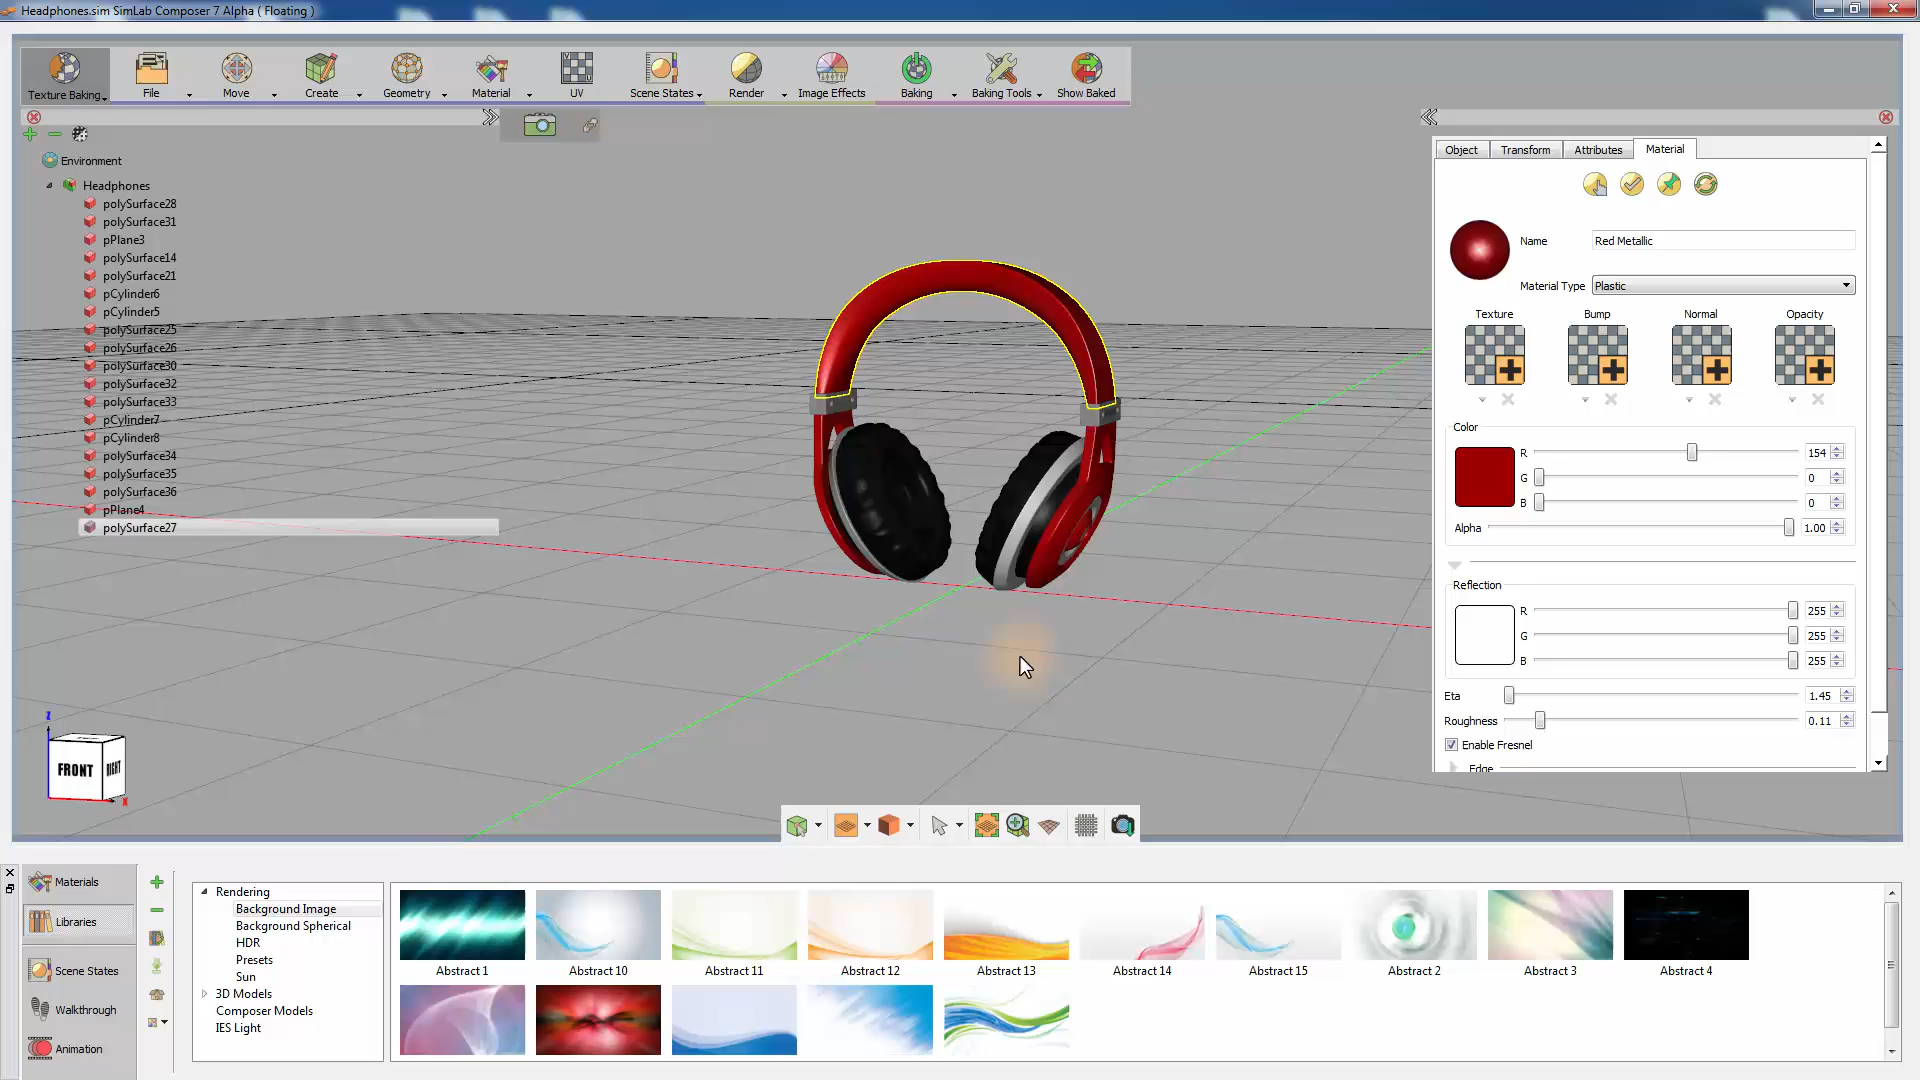 Headphones.sim SimLab Composer 7 Alpha ( Floating )
Texture Baking
File
Move
Create
Geometry
Material
UV
Scene States
Render
Image Effects
Baking
Baking Tools
Show Baked
Environment
Headphones
polySurface28
polySurface31
pPlane3
polySurface14
polySurface21
pCylinder6
pCylinder5
polySurface25
polySurface26
polySurface30
polySurface32
polySurface33
pCylinder7
pCylinder8
polySurface34
polySurface35
polySurface36
pPlane4
polySurface27
Object
Transform
Attributes
Material
Name
Red Metallic
Material Type
Plastic
Texture
Bump
Normal
Opacity
Color
R
154
G
0
B
0
Alpha
1.00
Reflection
R
255
G
255
B
255
Eta
1.45
Roughness
0.11
Enable Fresnel
Edge
Z
FRONT
RIGHT
X
Materials
Libraries
Scene States
Walkthrough
Animation
Rendering
Background Image
Background Spherical
HDR
Presets
Sun
3D Models
Composer Models
IES Light
Abstract 1
Abstract 10
Abstract 11
Abstract 12
Abstract 13
Abstract 14
Abstract 15
Abstract 2
Abstract 3
Abstract 4